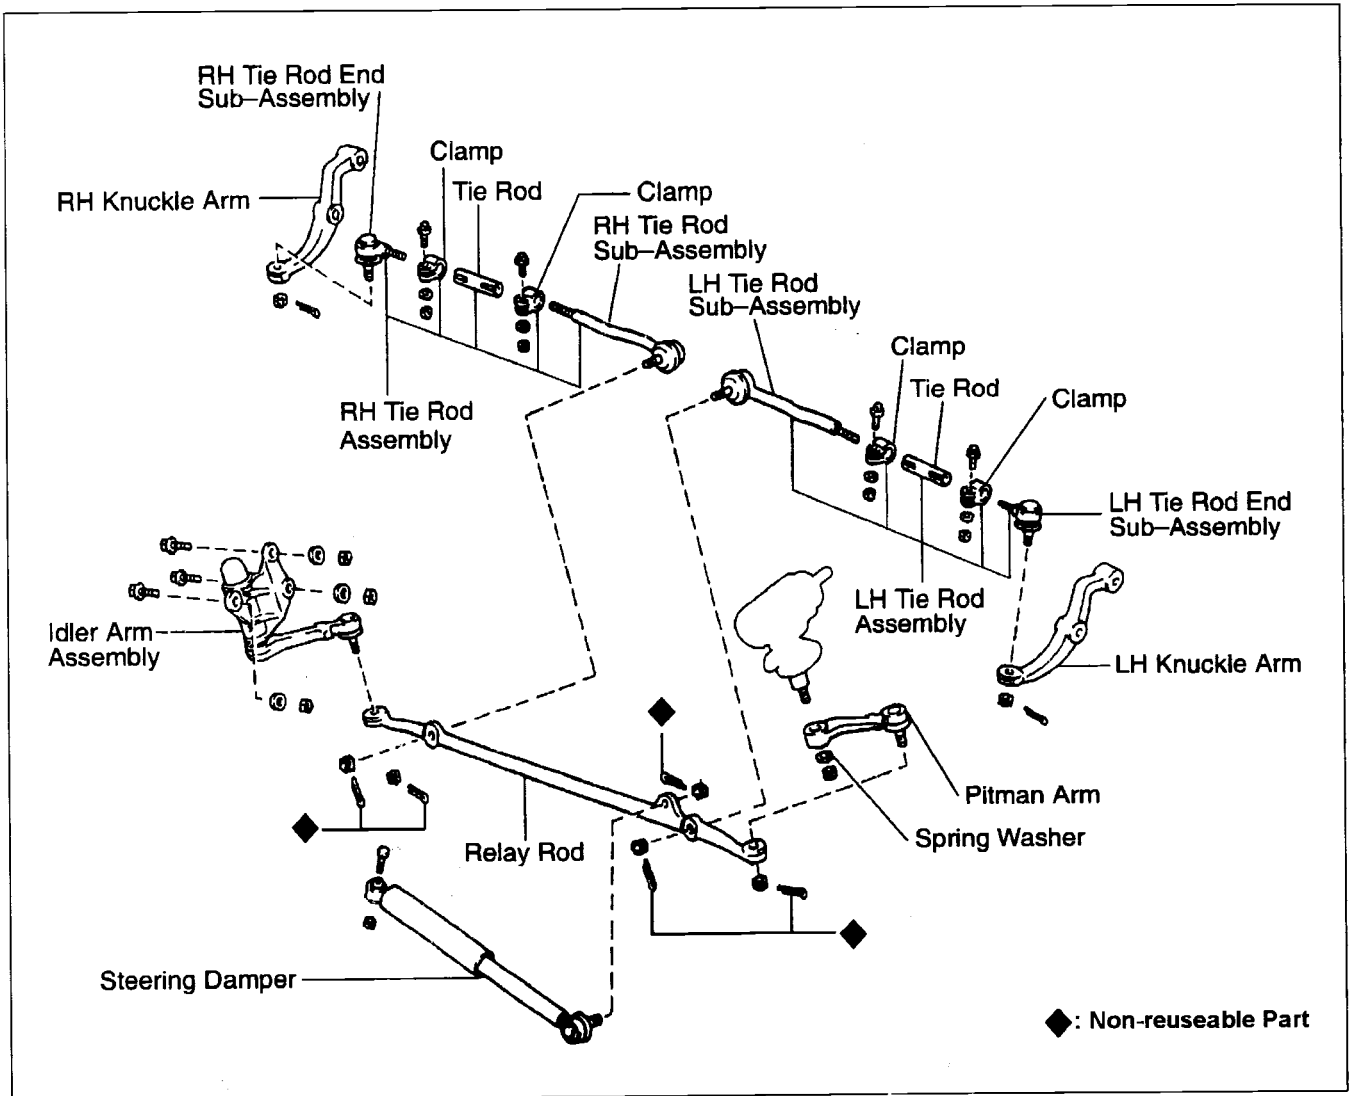 RH Tie Rod End
Sub–Assembly
Clamp
RH Knuckle Arm
Tie Rod
Clamp
RH Tie Rod
Sub–Assembly
LH Tie Rod
Sub–Assembly
Clamp
Tie Rod
Clamp
RH Tie Rod
Assembly
LH Tie Rod End
Sub–Assembly
LH Tie Rod
Assembly
Idler Arm
Assembly
LH Knuckle Arm
Pitman Arm
Spring Washer
Relay Rod
Steering Damper
◆: Non-reuseable Part